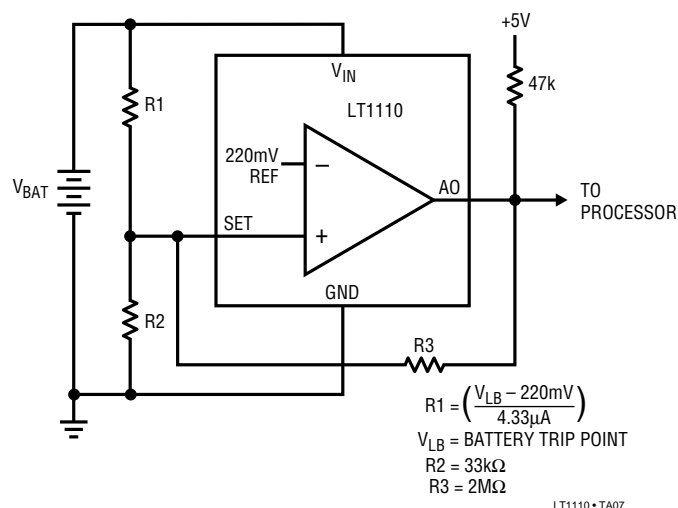 +5V
V_IN
47k
R1
LT1110
220mV
REF
–
V_BAT
AO
TO
PROCESSOR
SET
+
GND
R2
R3
R1 = (V_LB – 220mV / 4.33µA)
V_LB = BATTERY TRIP POINT
R2 = 33kΩ
R3 = 2MΩ
LT1110 • TA07